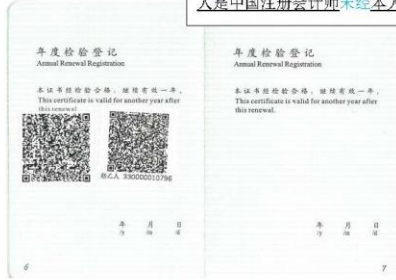 人是中国注册会计师未经本人
年度检验登记
Annual Renewal Registration
本证书经检验合格，继续有效一年。
This certificate is valid for another year after
this renewal.
330000010796
年 月 日
6
年度检验登记
Annual Renewal Registration
本证书经检验合格，继续有效一年。
This certificate is valid for another year after
this renewal.
年 月 日
7